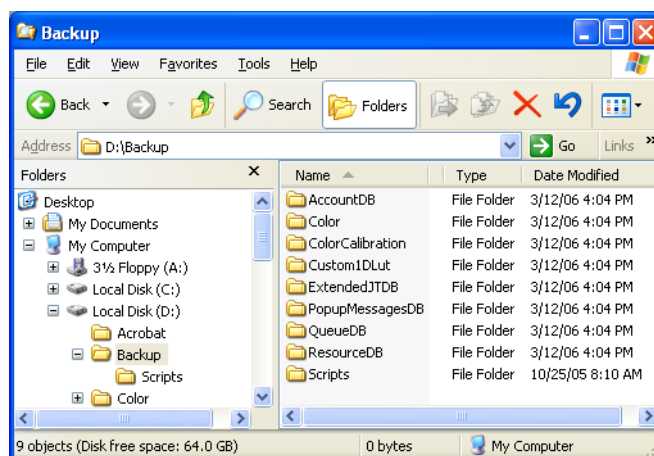 Backup
File Edit View Favorites Tools Help
Back Search Folders
Address D:\Backup Go Links »
Folders x Name Type Date Modified
Desktop
My Documents
My Computer
3½ Floppy (A:)
Local Disk (C:)
Local Disk (D:)
Acrobat
Backup
Scripts
Color
AccountDB File Folder 3/12/06 4:04 PM
Color File Folder 3/12/06 4:04 PM
ColorCalibration File Folder 3/12/06 4:04 PM
Custom1DLut File Folder 3/12/06 4:04 PM
ExtendedJTDB File Folder 3/12/06 4:04 PM
PopupMessagesDB File Folder 3/12/06 4:04 PM
QueueDB File Folder 3/12/06 4:04 PM
ResourceDB File Folder 3/12/06 4:04 PM
Scripts File Folder 10/25/05 8:10 AM
9 objects (Disk free space: 64.0 GB) 0 bytes My Computer